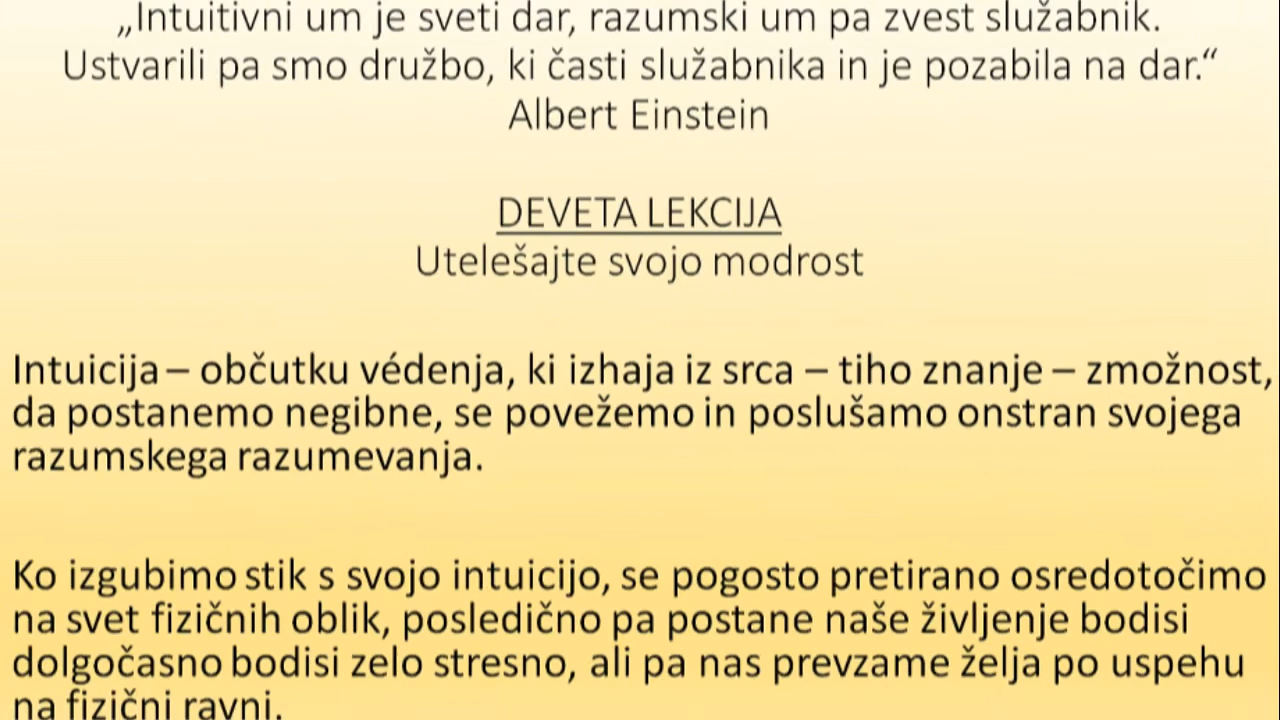 „Intuitivni um je sveti dar, razumski um pa zvest služabnik.
Ustvarili pa smo družbo, ki časti služabnika in je pozabila na dar.“
Albert Einstein
DEVETA LEKCIJA
Utelešajte svojo modrost
Intuicija – občutku védenja, ki izhaja iz srca – tiho znanje – zmožnost,
da postanemo negibne, se povežemo in poslušamo onstran svojega
razumskega razumevanja.
Ko izgubimo stik s svojo intuicijo, se pogosto pretirano osredotočimo
na svet fizičnih oblik, posledično pa postane naše življenje bodisi
dolgočasno bodisi zelo stresno, ali pa nas prevzame želja po uspehu
na fizični ravni.